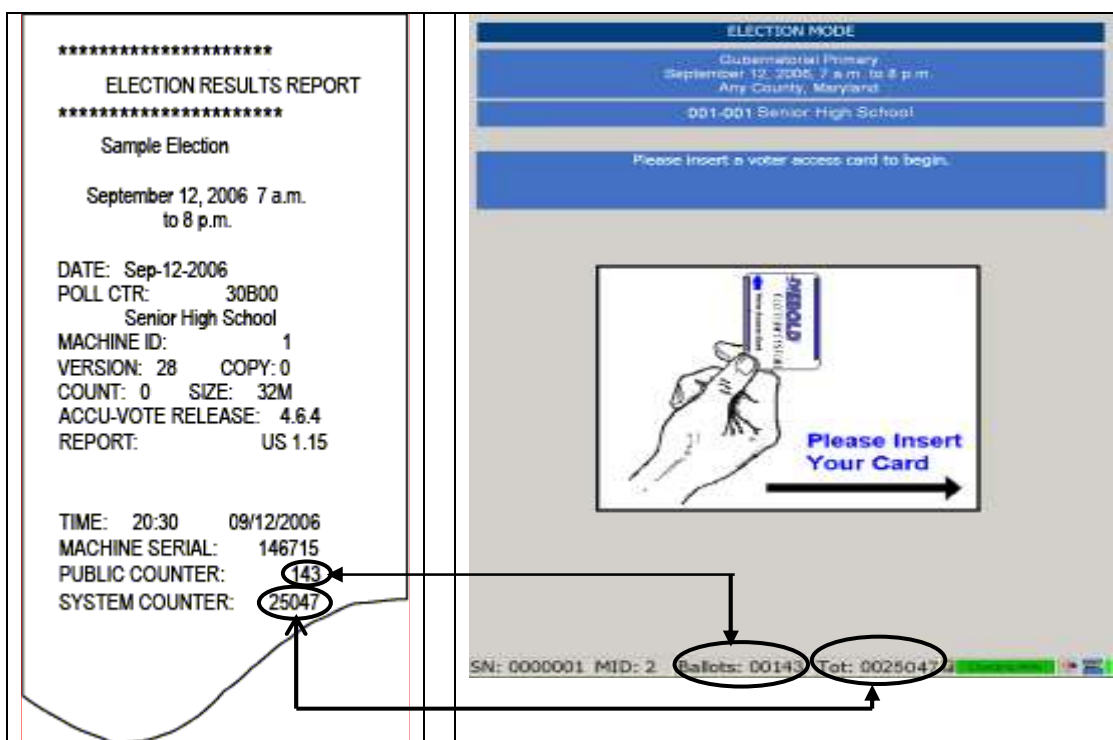 **********************
ELECTION RESULTS REPORT
***********************
Sample Election
September 12, 2006 7 a.m.
to 8 p.m.
DATE: Sep-12-2006
POLL CTR: 30B00
Senior High School
MACHINE ID: 1
VERSION: 28 COPY: 0
COUNT: 0 SIZE: 32M
ACCU-VOTE RELEASE: 4.6.4
REPORT: US 1.15
TIME: 20:30 09/12/2006
MACHINE SERIAL: 146715
PUBLIC COUNTER: 143
SYSTEM COUNTER: 25047
ELECTION MODE
Gubernatorial Primary
September 12, 2006, 7 a.m. to 8 p.m.
Any County, Maryland
001-001 Senior High School
Please insert a voter access card to begin.
DIEBOLD
Please Insert
Your Card
SN: 0000001 MID: 2 Ballots: 00143 Tot: 0025047